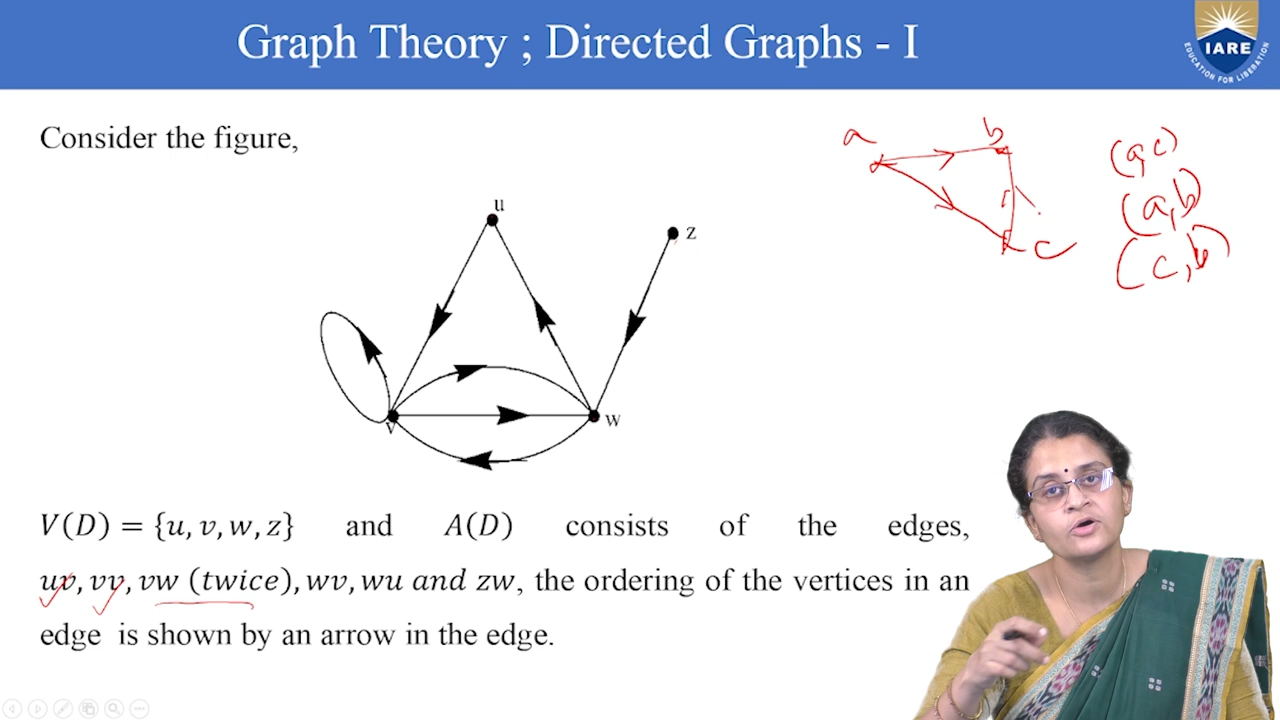 Graph Theory ; Directed Graphs - I
IARE
EDUCATION FOR LIBERATION
Consider the figure,
a
b
c
(a,c)
(a,b)
(c,b)
u
z
v
w
V(D) = {u, v, w, z} and A(D) consists of the edges,
uv, vv, vw (twice), wv, wu and zw, the ordering of the vertices in an
edge is shown by an arrow in the edge.